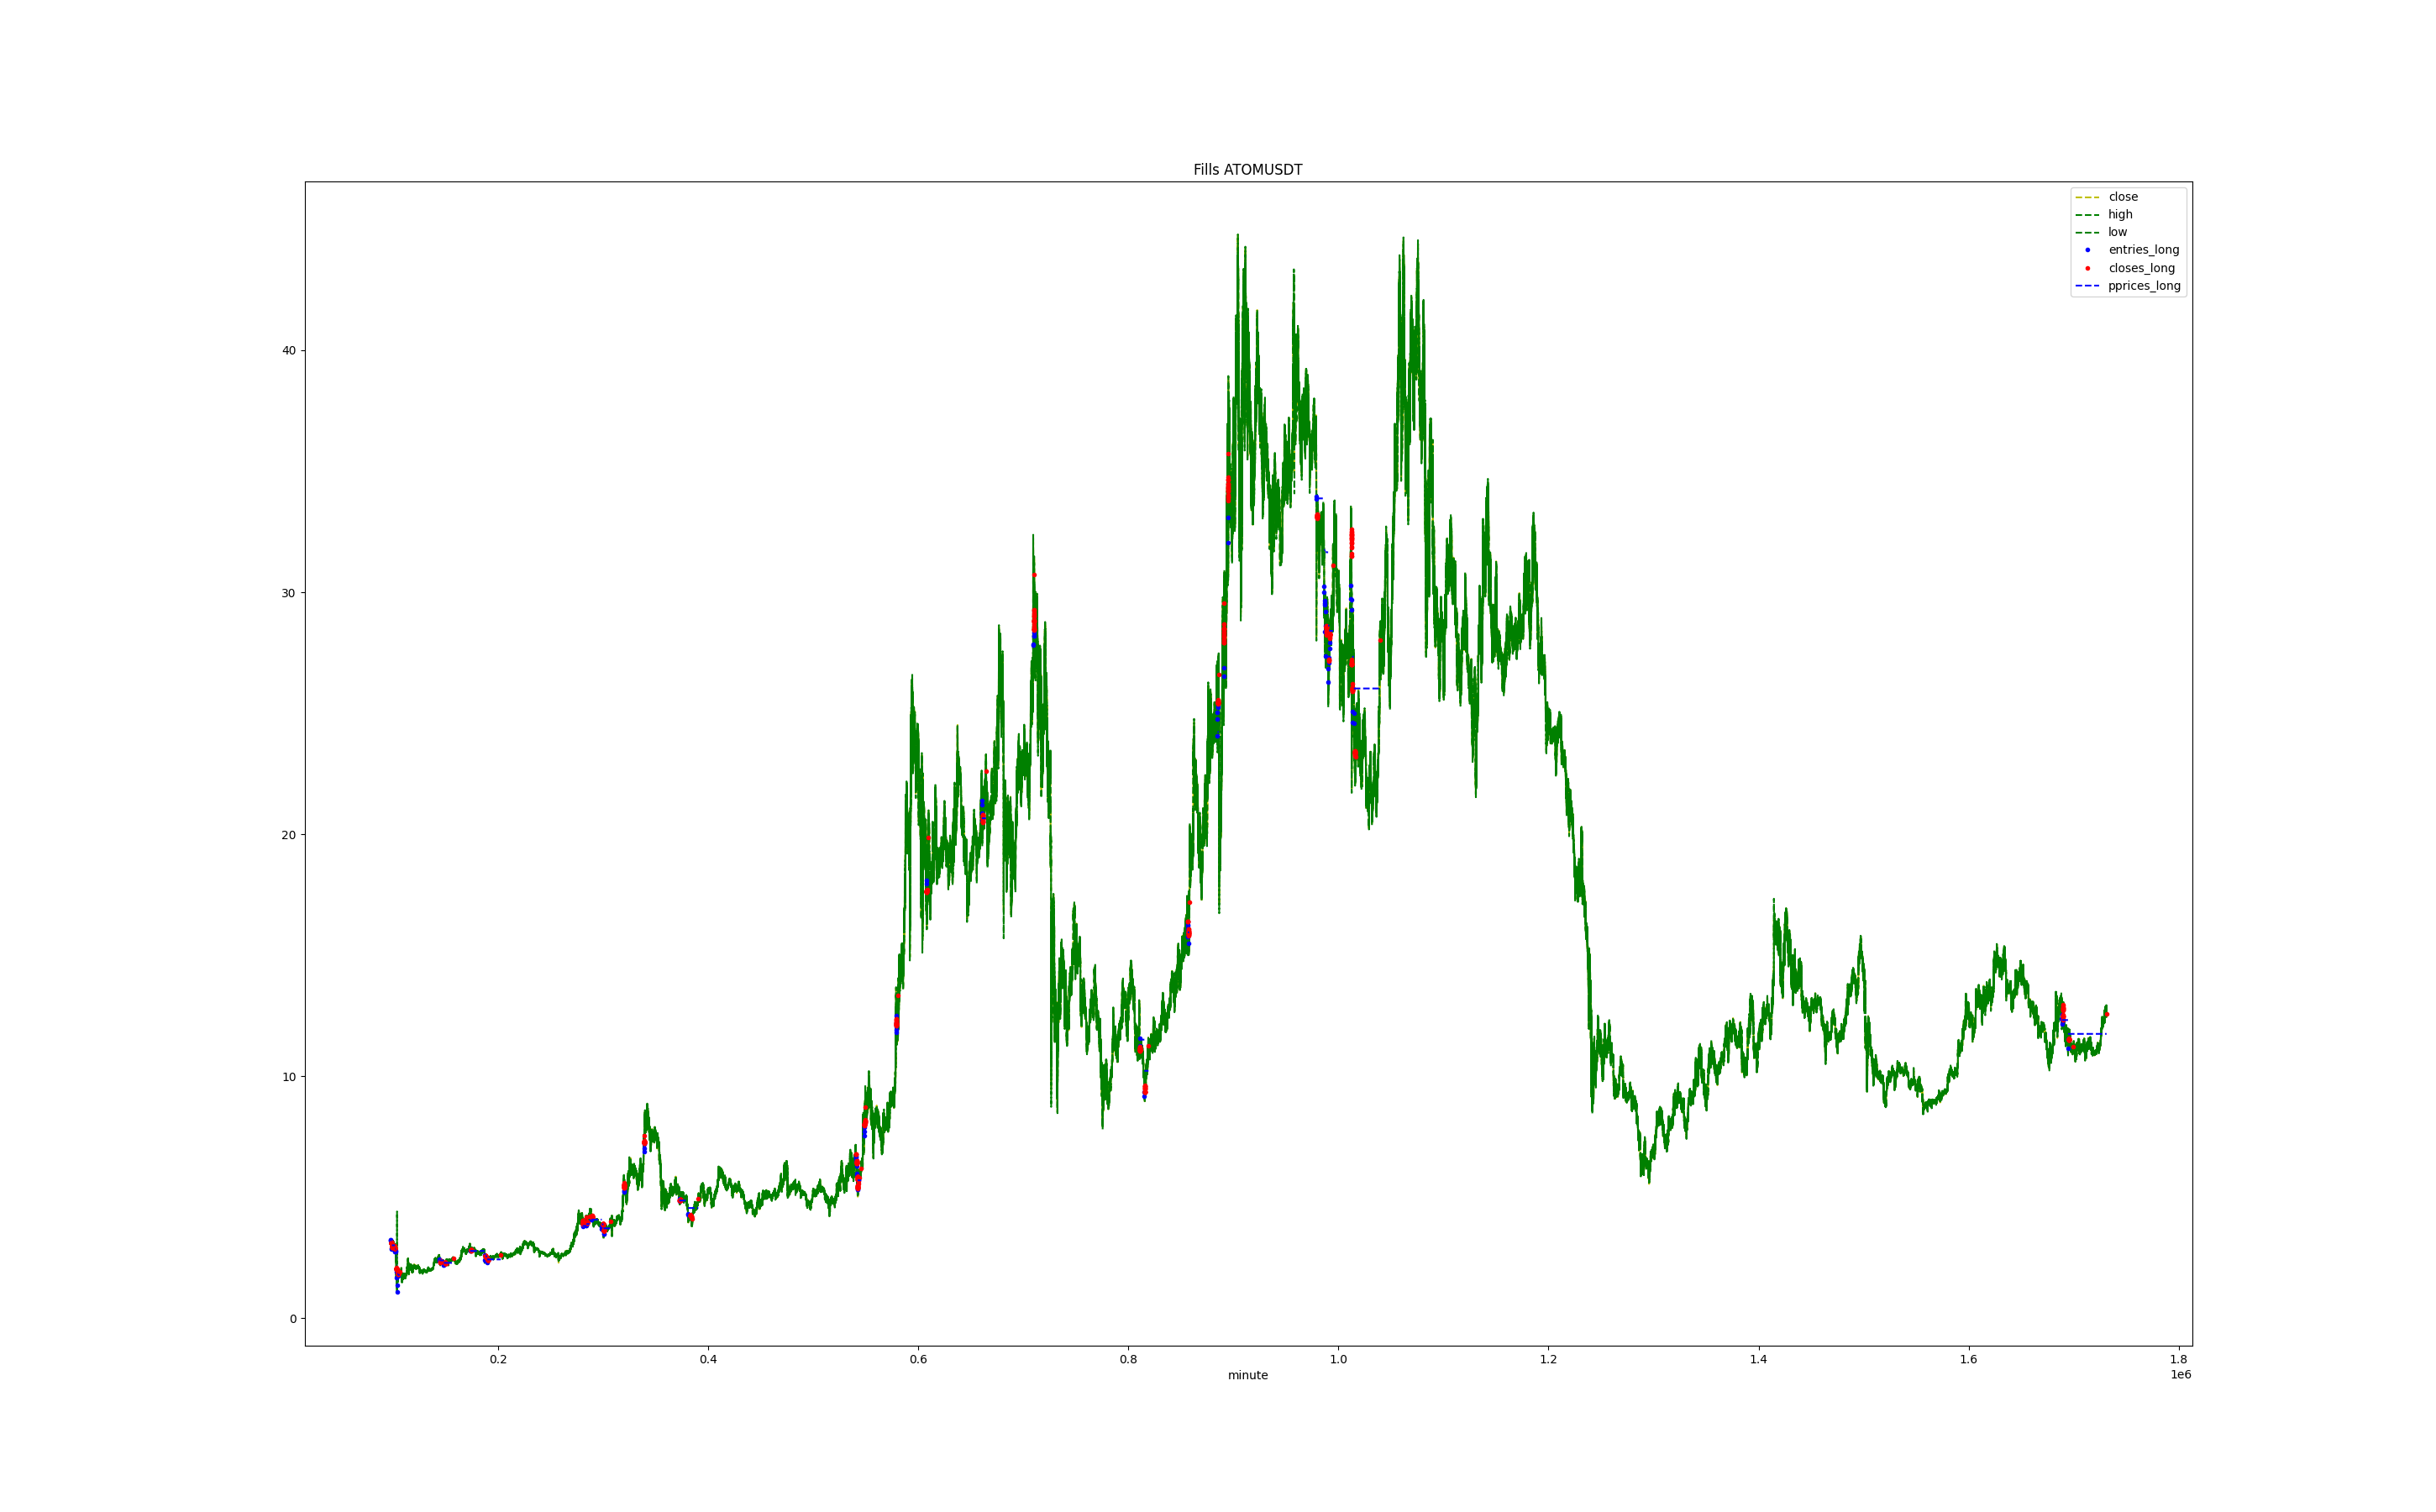 Fills ATOMUSDT
close
high
low
entries_long
closes_long
pprices_long
40
30
20
10
0
0.2 0.4 0.6 0.8 1.0 1.2 1.4 1.6 1.8
1e6
minute